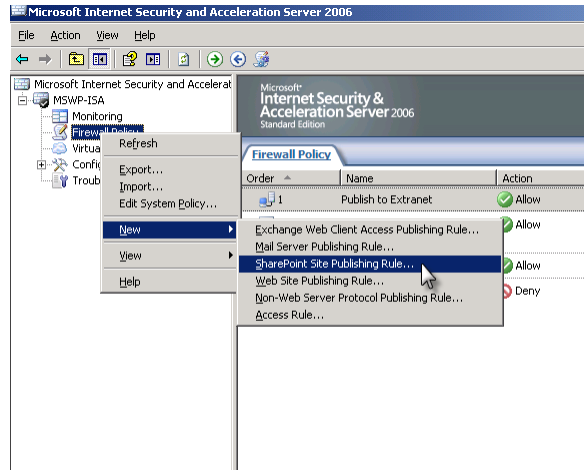 Microsoft Internet Security and Acceleration Server 2006
File Action View Help
Microsoft Internet Security and Accelerat
MSWP-ISA
Monitoring
Firewall Policy
Virtua
Config
Troub
Refresh
Export...
Import...
Edit System Policy...
New
View
Help
Microsoft
Internet Security &
Acceleration Server 2006
Standard Edition
Firewall Policy
Order Name Action
1 Publish to Extranet Allow
Allow
Allow
Deny
Exchange Web Client Access Publishing Rule...
Mail Server Publishing Rule...
SharePoint Site Publishing Rule...
Web Site Publishing Rule...
Non-Web Server Protocol Publishing Rule...
Access Rule...